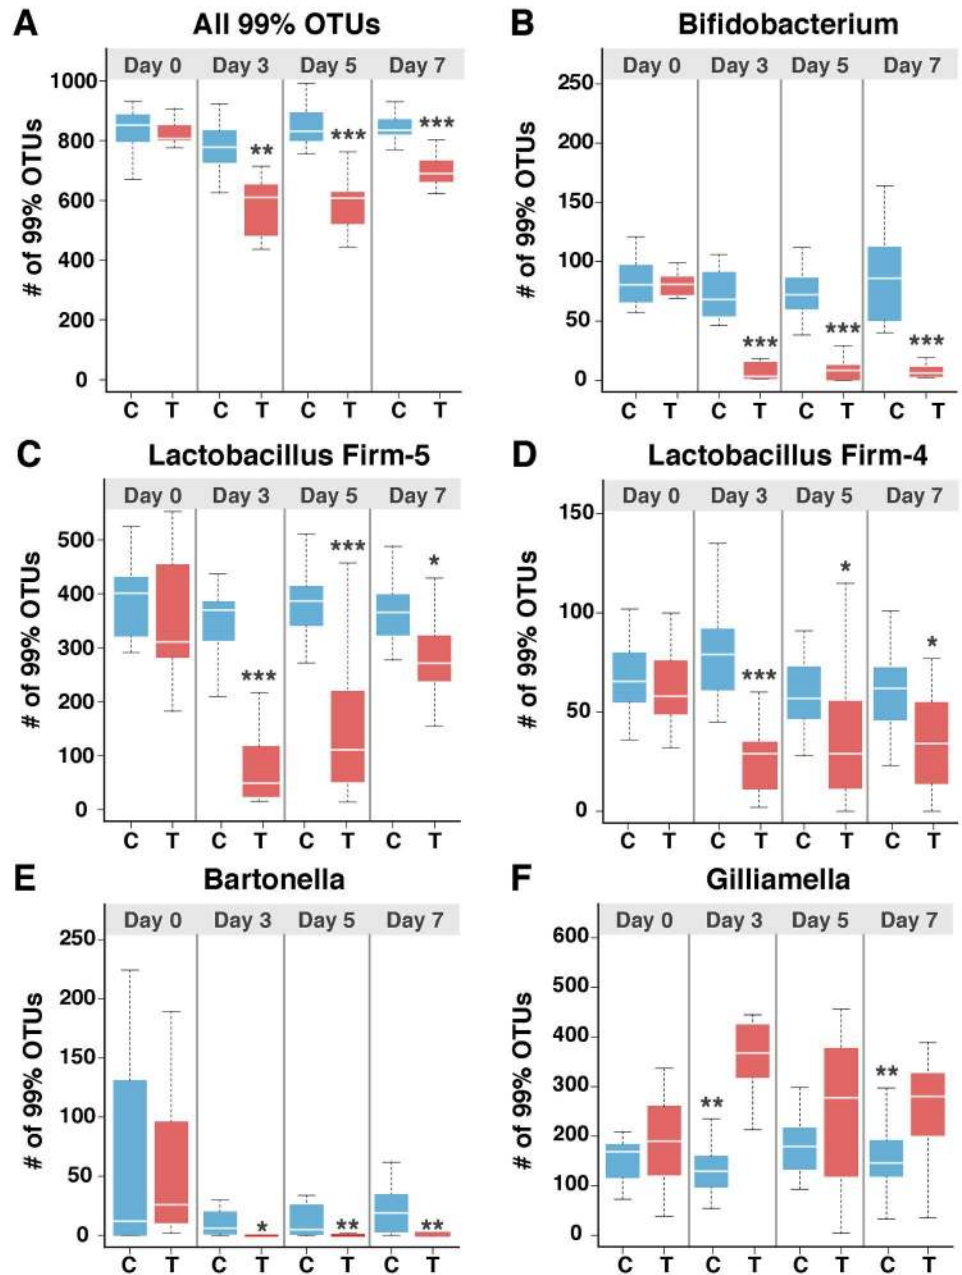 A All 99% OTUs
Day 0 Day 3 Day 5 Day 7
# of 99% OTUs
1000
800
600
400
200
0
** *** ***
C T C T C T C T
B Bifidobacterium
Day 0 Day 3 Day 5 Day 7
# of 99% OTUs
250
200
150
100
50
0
*** *** ***
C T C T C T C T
C Lactobacillus Firm-5
Day 0 Day 3 Day 5 Day 7
# of 99% OTUs
500
400
300
200
100
0
*** *** *
C T C T C T C T
D Lactobacillus Firm-4
Day 0 Day 3 Day 5 Day 7
# of 99% OTUs
150
100
50
0
*** * *
C T C T C T C T
E Bartonella
Day 0 Day 3 Day 5 Day 7
# of 99% OTUs
250
200
150
100
50
0
* ** **
C T C T C T C T
F Gilliamella
Day 0 Day 3 Day 5 Day 7
# of 99% OTUs
600
500
400
300
200
100
0
** **
C T C T C T C T